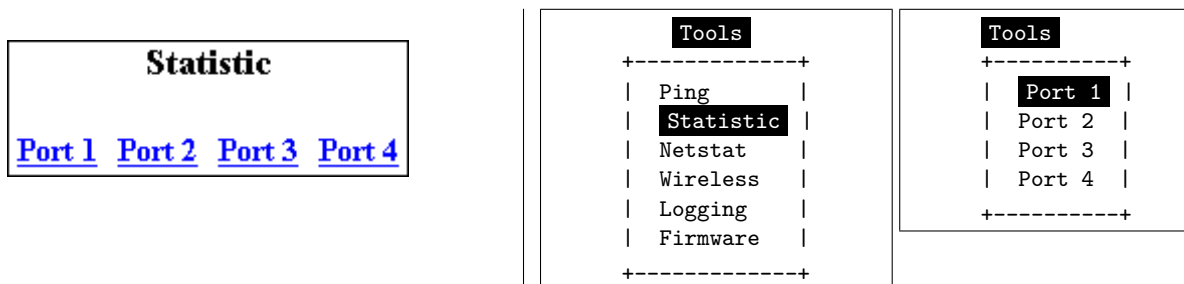 Statistic
Port 1 Port 2 Port 3 Port 4
Tools
+-------------+
| Ping |
| Statistic |
| Netstat |
| Wireless |
| Logging |
| Firmware |
+-------------+
Tools
+----------+
| Port 1 |
| Port 2 |
| Port 3 |
| Port 4 |
+----------+